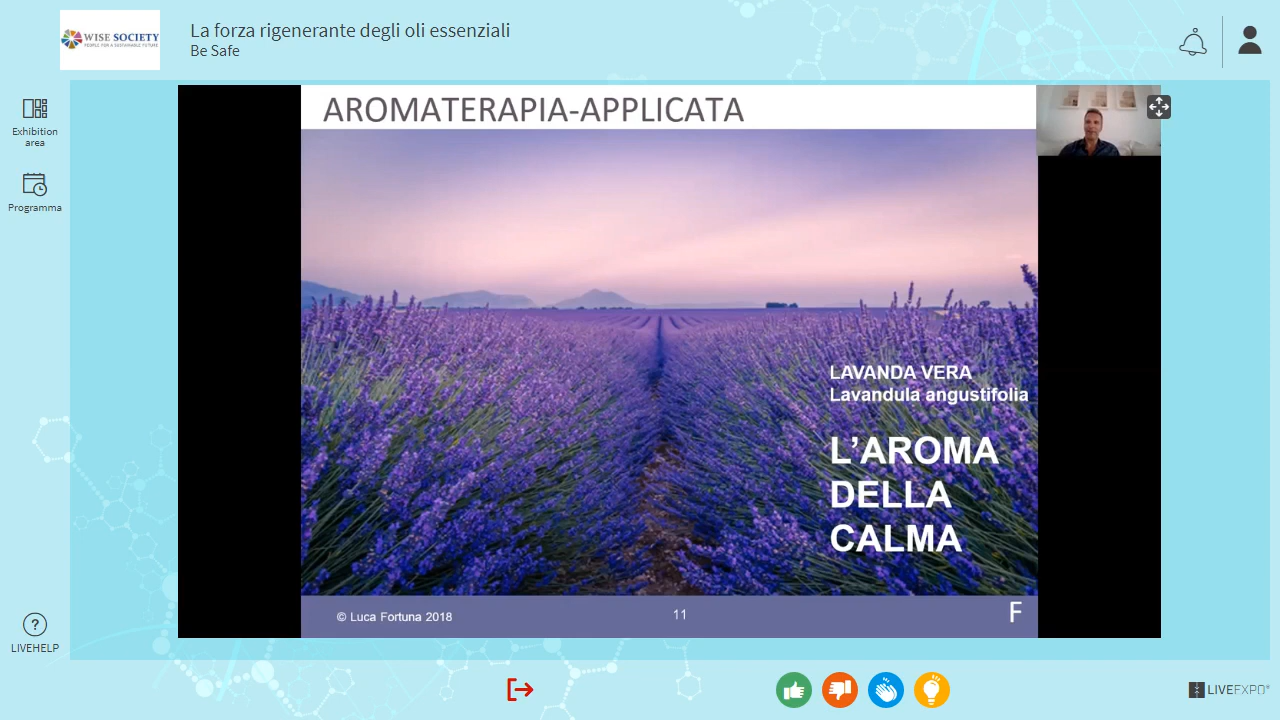 WISE SOCIETY
PEOPLE FOR A SUSTAINABLE FUTURE
La forza rigenerante degli oli essenziali
Be Safe
Exhibition
area
Programma
AROMATERAPIA-APPLICATA
LAVANDA VERA
Lavandula angustifolia
L’AROMA
DELLA
CALMA
© Luca Fortuna 2018
11
F
?
LIVEHELP
LIVEEXPO®